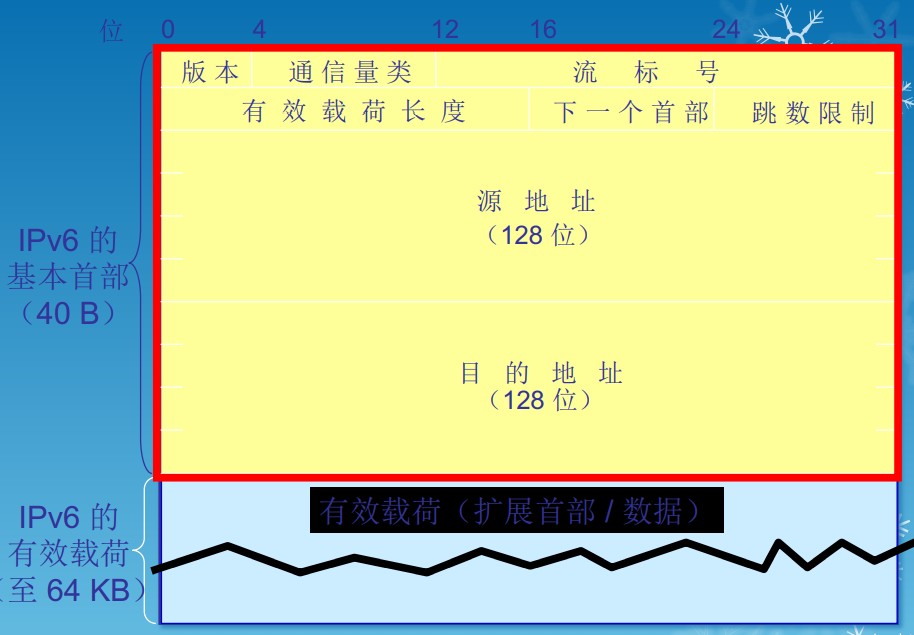 位 0 4 12 16 24 31
版本 通信量类 流标号
有效载荷长度 下一个首部 跳数限制
源地址
（128 位）
IPv6 的
基本首部
（40 B）
目的地址
（128 位）
有效载荷（扩展首部 / 数据）
IPv6 的
有效载荷
（至 64 KB）